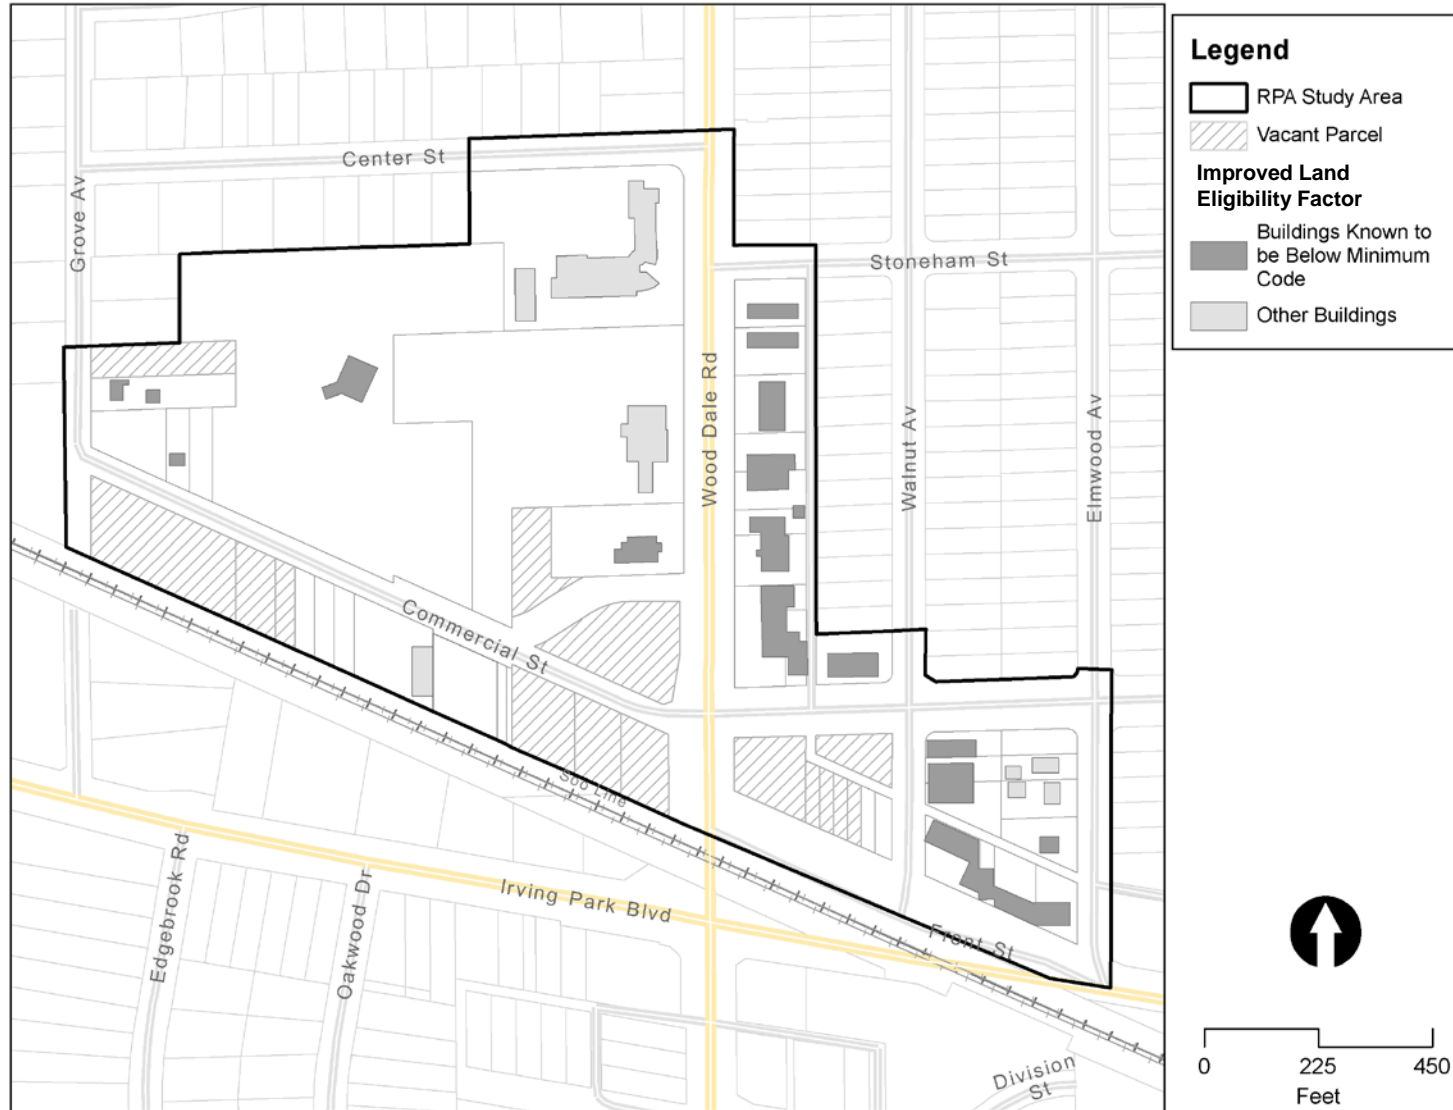 Center St
Grove Av
Stoneham St
Wood Dale Rd
Walnut Av
Elmwood Av
Commercial St
Soo Line
Irving Park Blvd
Front St
Edgebrook Rd
Oakwood Dr
Division
St
Legend
RPA Study Area
Vacant Parcel
Improved Land
Eligibility Factor
Buildings Known to
be Below Minimum
Code
Other Buildings
0 225 450
Feet